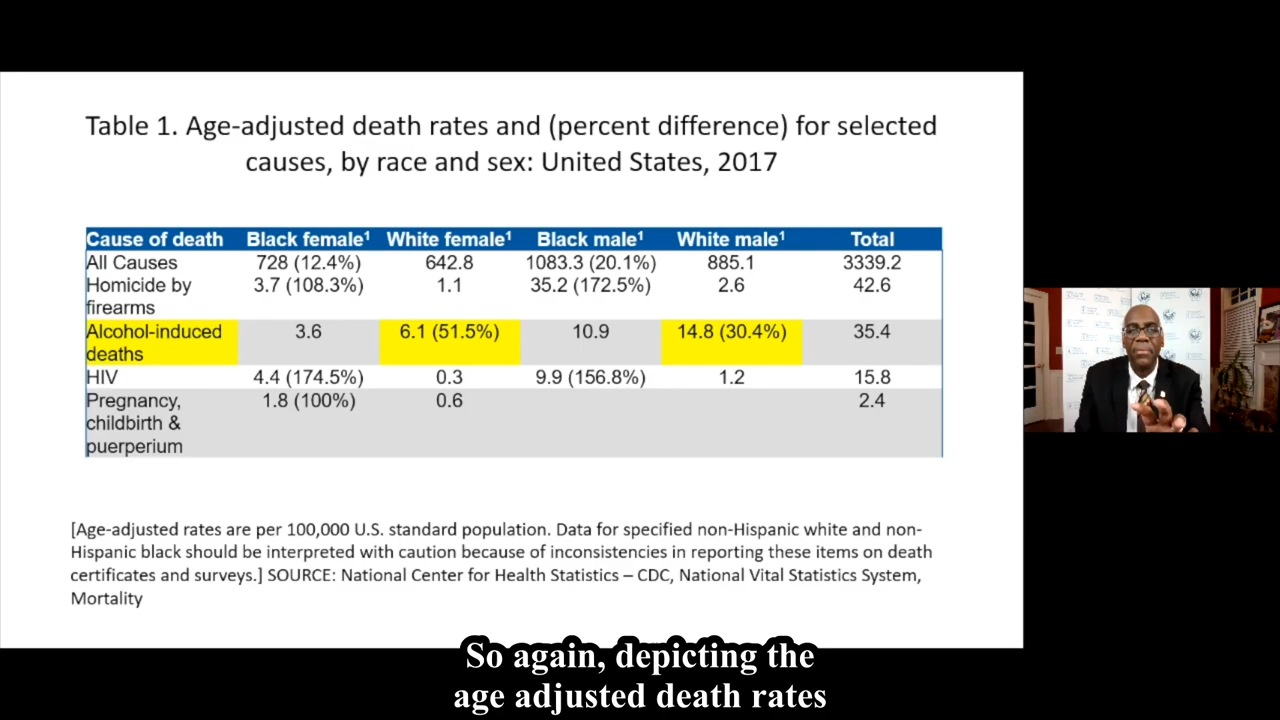 Table 1. Age-adjusted death rates and (percent difference) for selected
causes, by race and sex: United States, 2017
Cause of death Black female¹ White female¹ Black male¹ White male¹ Total
All Causes 728 (12.4%) 642.8 1083.3 (20.1%) 885.1 3339.2
Homicide by 3.7 (108.3%) 1.1 35.2 (172.5%) 2.6 42.6
firearms
Alcohol-induced 3.6 6.1 (51.5%) 10.9 14.8 (30.4%) 35.4
deaths
HIV 4.4 (174.5%) 0.3 9.9 (156.8%) 1.2 15.8
Pregnancy, 1.8 (100%) 0.6 2.4
childbirth &
puerperium
[Age-adjusted rates are per 100,000 U.S. standard population. Data for specified non-Hispanic white and non-
Hispanic black should be interpreted with caution because of inconsistencies in reporting these items on death
certificates and surveys.] SOURCE: National Center for Health Statistics – CDC, National Vital Statistics System,
Mortality
So again, depicting the
age adjusted death rates